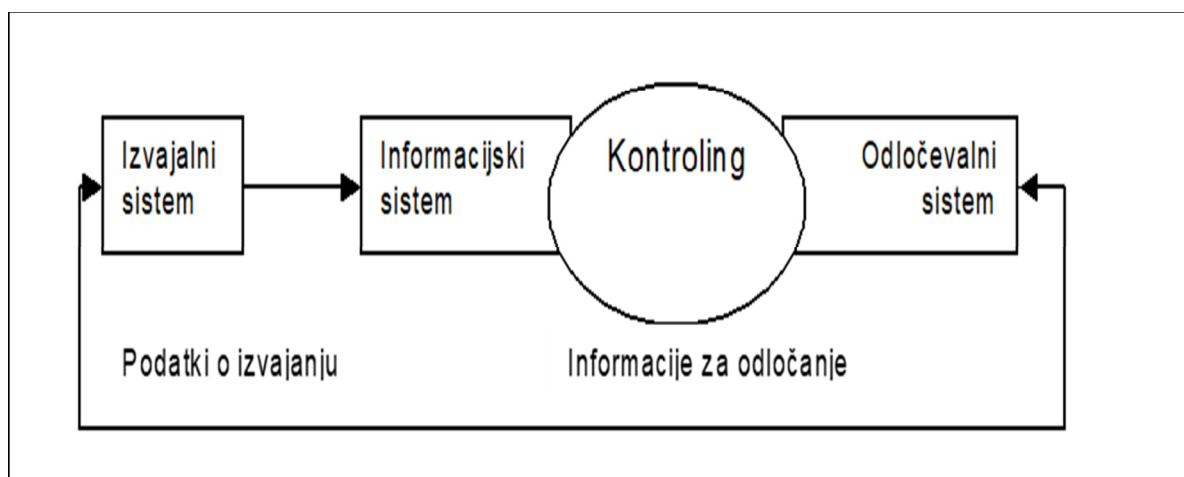 Izvajalni
sistem
Informacijski
sistem
Kontroling
Odločevalni
sistem
Podatki o izvajanju
Informacije za odločanje